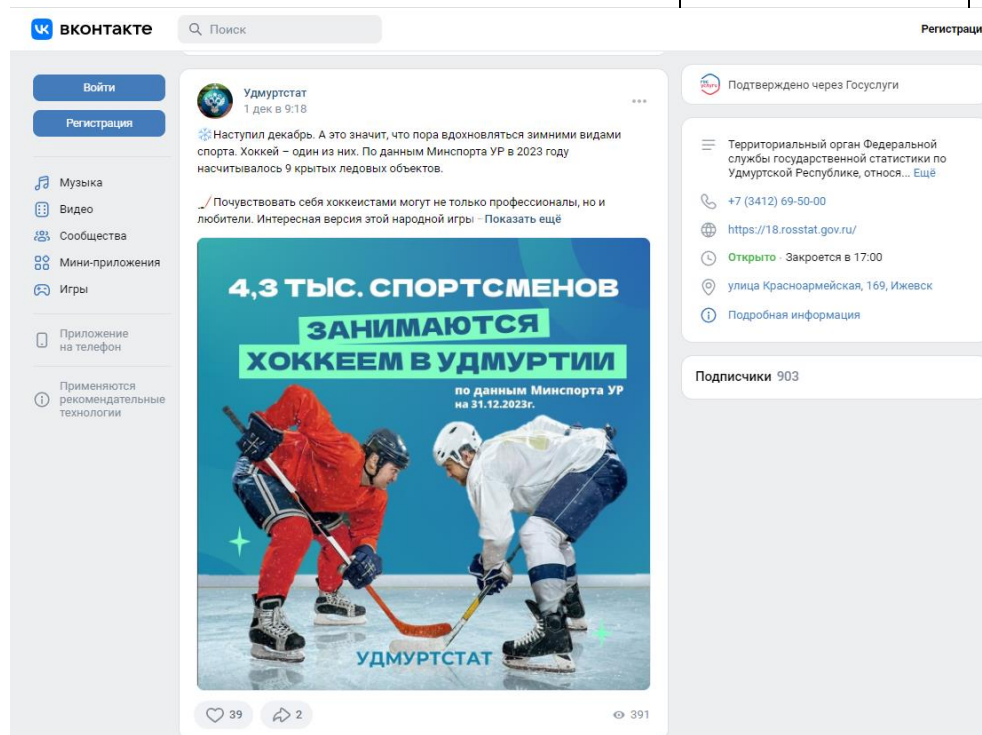 вконтакте
Поиск
Регистраци
Войти
Регистрация
Музыка
Видео
Сообщества
Мини-приложения
Игры
Приложение
на телефон
Применяются
рекомендательные
технологии
Удмуртстат
1 дек в 9:18
Наступил декабрь. А это значит, что пора вдохновляться зимними видами
спорта. Хоккей – один из них. По данным Минспорта УР в 2023 году
насчитывалось 9 крытых ледовых объектов.
Почувствовать себя хоккеистами могут не только профессионалы, но и
любители. Интересная версия этой народной игры – Показать ещё
4,3 ТЫС. СПОРТСМЕНОВ
ЗАНИМАЮТСЯ
ХОККЕЕМ В УДМУРТИИ
по данным Минспорта УР
на 31.12.2023г.
УДМУРТСТАТ
39
2
391
Подтверждено через Госуслуги
Территориальный орган Федеральной
службы государственной статистики по
Удмуртской Республике, относя... Ещё
+7 (3412) 69-50-00
https://18.rosstat.gov.ru/
Открыто · Закроется в 17:00
улица Красноармейская, 169, Ижевск
Подробная информация
Подписчики 903